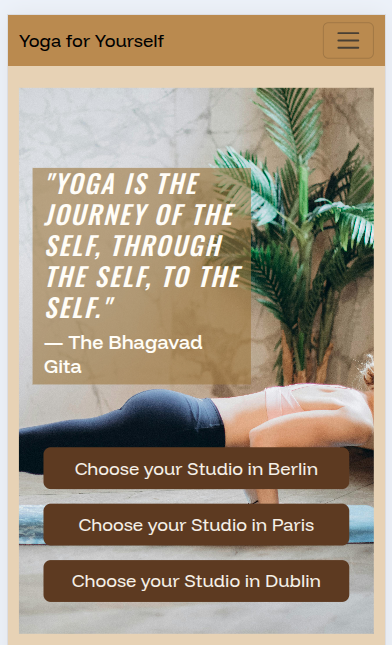 Yoga for Yourself
"YOGA IS THE
JOURNEY OF THE
SELF, THROUGH
THE SELF, TO THE
SELF."
— The Bhagavad
Gita
Choose your Studio in Berlin
Choose your Studio in Paris
Choose your Studio in Dublin